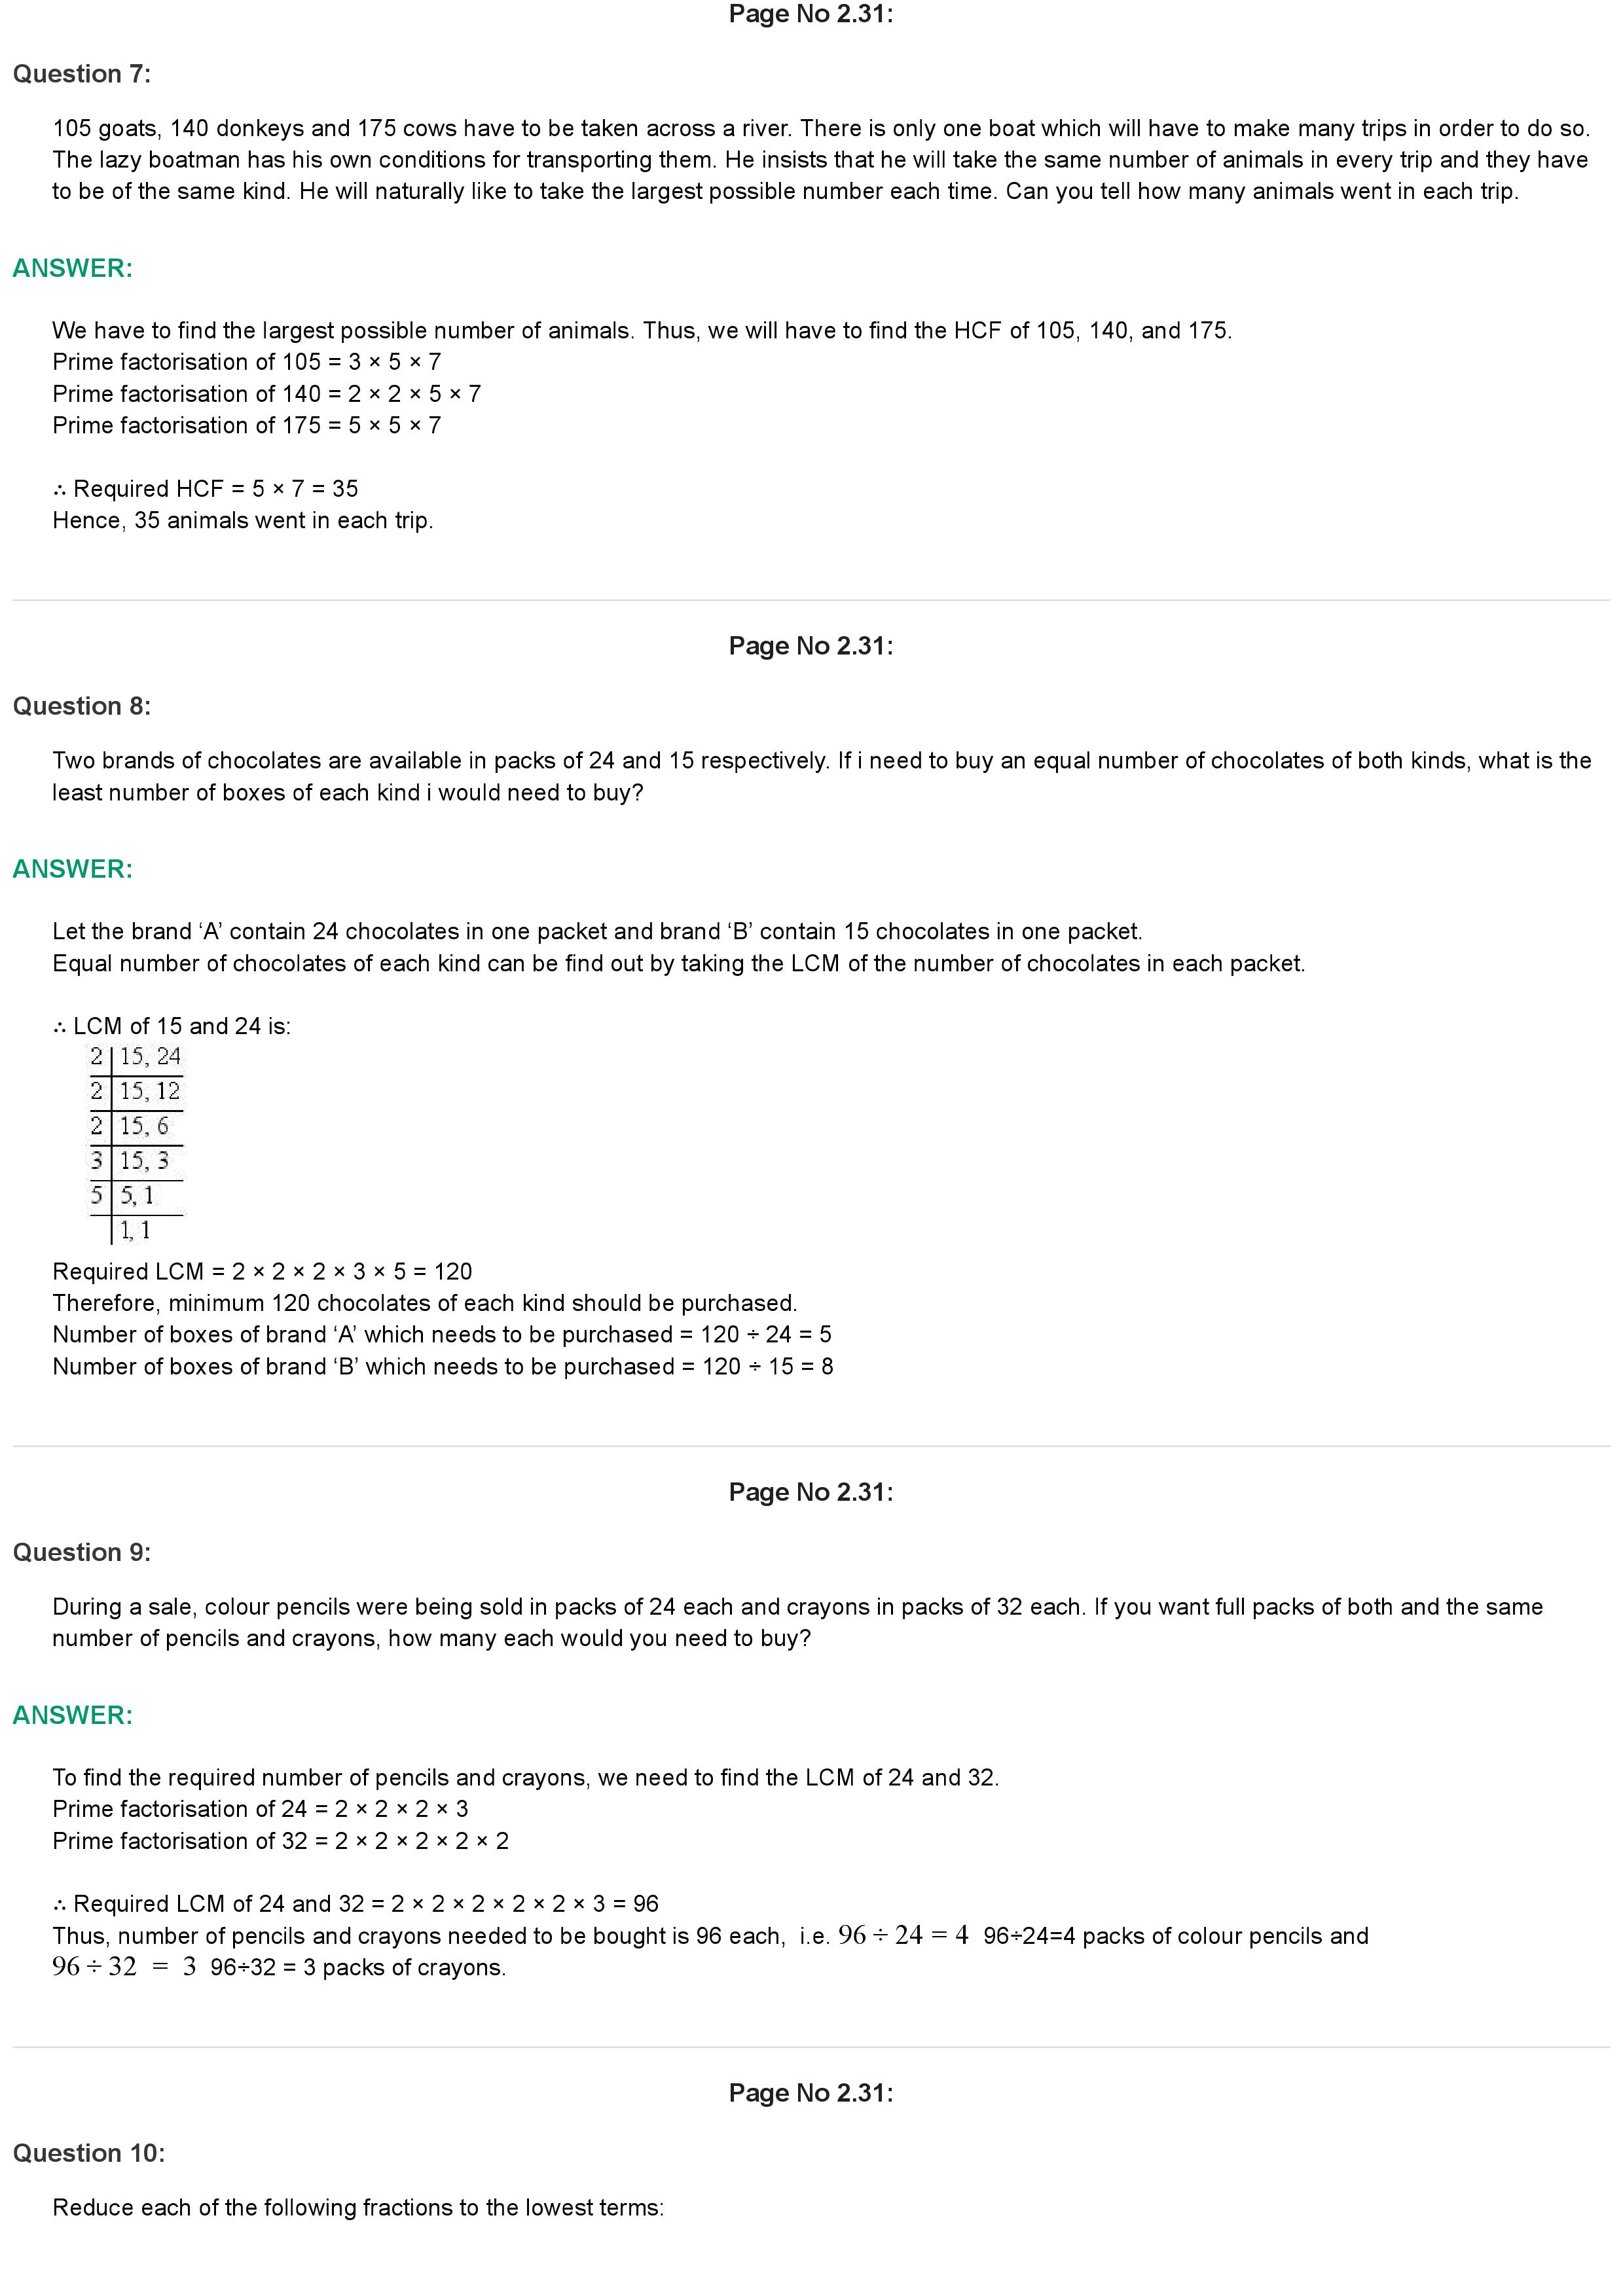 Page No 2.31:
Question 7:
105 goats, 140 donkeys and 175 cows have to be taken across a river. There is only one boat which will have to make many trips in order to do so.
The lazy boatman has his own conditions for transporting them. He insists that he will take the same number of animals in every trip and they have
to be of the same kind. He will naturally like to take the largest possible number each time. Can you tell how many animals went in each trip.
ANSWER:
We have to find the largest possible number of animals. Thus, we will have to find the HCF of 105, 140, and 175.
Prime factorisation of 105 = 3 × 5 × 7
Prime factorisation of 140 = 2 × 2 × 5 × 7
Prime factorisation of 175 = 5 × 5 × 7
∴ Required HCF = 5 × 7 = 35
Hence, 35 animals went in each trip.
Page No 2.31:
Question 8:
Two brands of chocolates are available in packs of 24 and 15 respectively. If i need to buy an equal number of chocolates of both kinds, what is the
least number of boxes of each kind i would need to buy?
ANSWER:
Let the brand ‘A’ contain 24 chocolates in one packet and brand ‘B’ contain 15 chocolates in one packet.
Equal number of chocolates of each kind can be find out by taking the LCM of the number of chocolates in each packet.
∴ LCM of 15 and 24 is:
2 15, 24
2 15, 12
2 15, 6
3 15, 3
5 5, 1
1, 1
Required LCM = 2 × 2 × 2 × 3 × 5 = 120
Therefore, minimum 120 chocolates of each kind should be purchased.
Number of boxes of brand ‘A’ which needs to be purchased = 120 ÷ 24 = 5
Number of boxes of brand ‘B’ which needs to be purchased = 120 ÷ 15 = 8
Page No 2.31:
Question 9:
During a sale, colour pencils were being sold in packs of 24 each and crayons in packs of 32 each. If you want full packs of both and the same
number of pencils and crayons, how many each would you need to buy?
ANSWER:
To find the required number of pencils and crayons, we need to find the LCM of 24 and 32.
Prime factorisation of 24 = 2 × 2 × 2 × 3
Prime factorisation of 32 = 2 × 2 × 2 × 2 × 2
∴ Required LCM of 24 and 32 = 2 × 2 × 2 × 2 × 2 × 3 = 96
Thus, number of pencils and crayons needed to be bought is 96 each, i.e. 96 ÷ 24 = 4 96÷24=4 packs of colour pencils and
96 ÷ 32 = 3 96÷32 = 3 packs of crayons.
Page No 2.31:
Question 10:
Reduce each of the following fractions to the lowest terms: